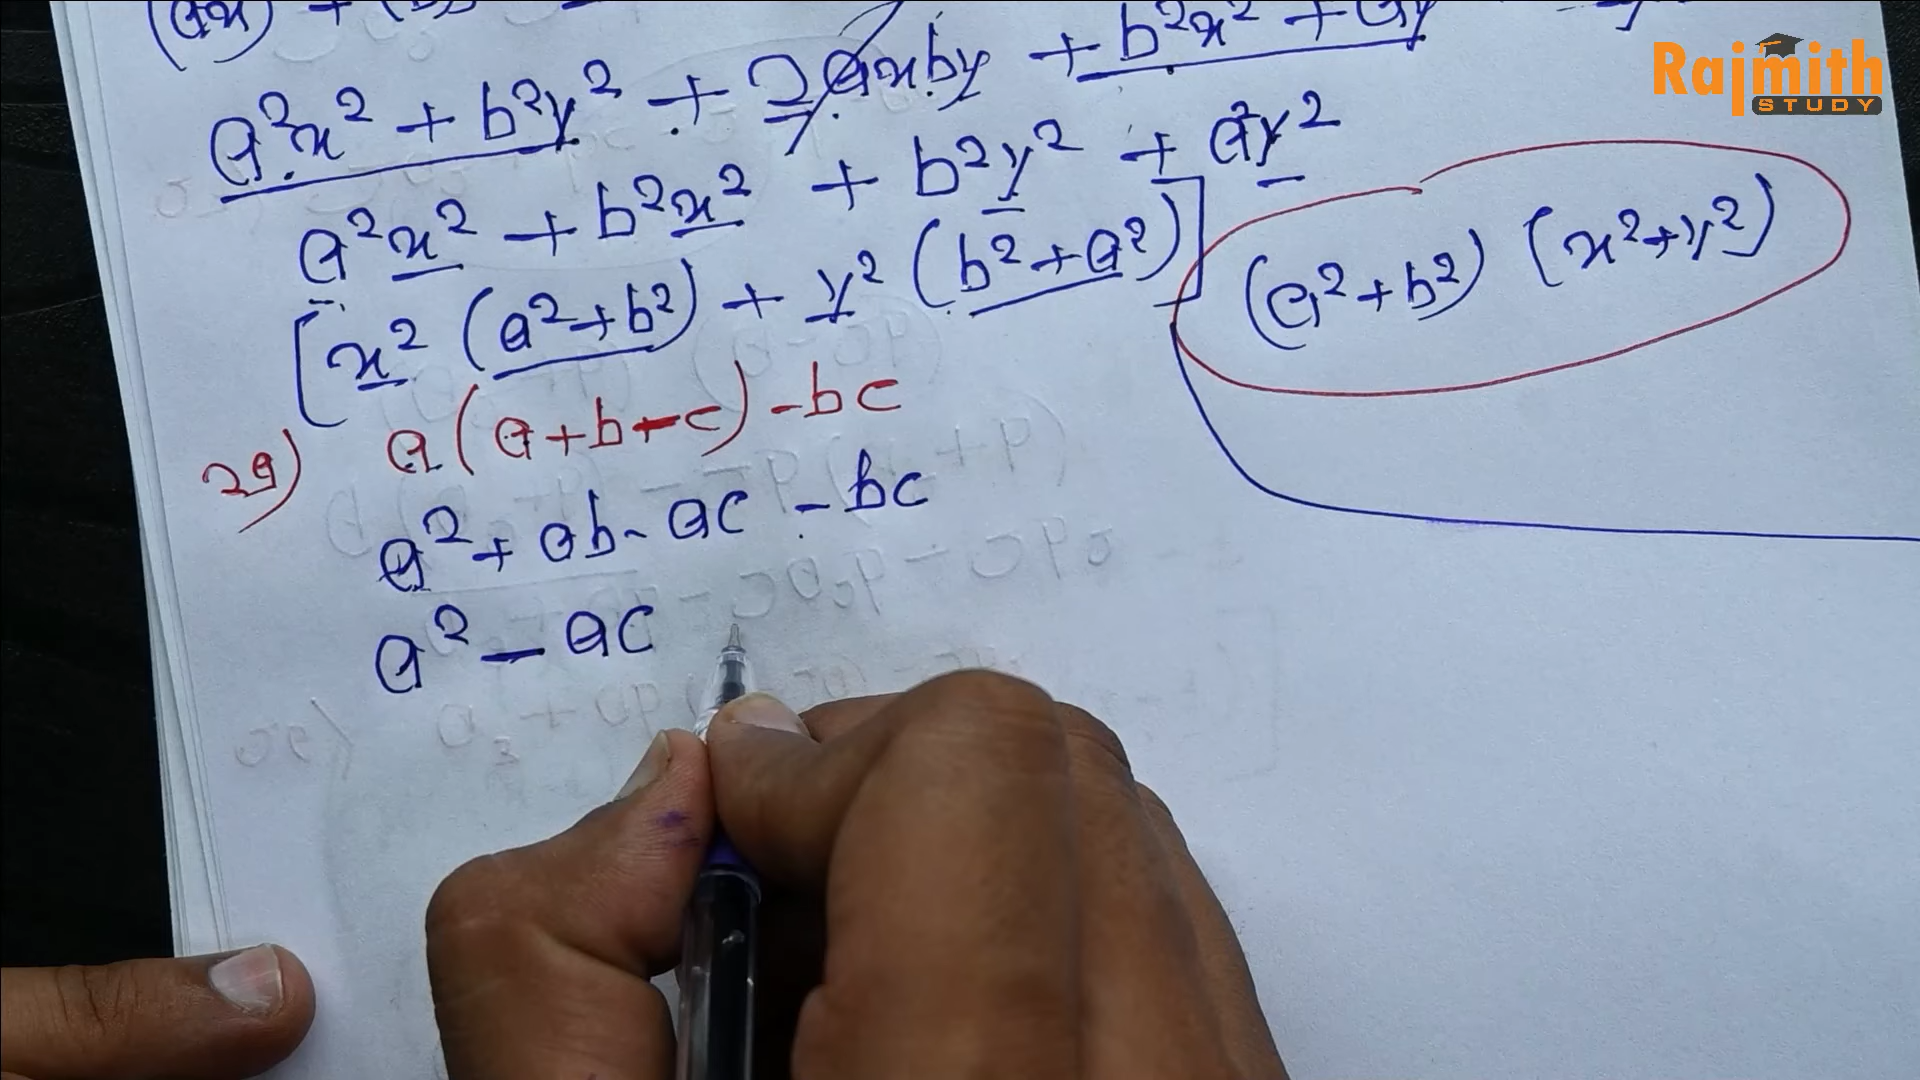 a²x² + b²y² + 2axby + b²x² + ay
a²x² + b²x² + b²y² + a²y²
[x² (a²+b²) + y² (b²+a²)] (a²+b²) (x²+y²)
29) a(a+b-c)-bc
a²+ab-ac-bc
a²-ac
Rajmith
STUDY